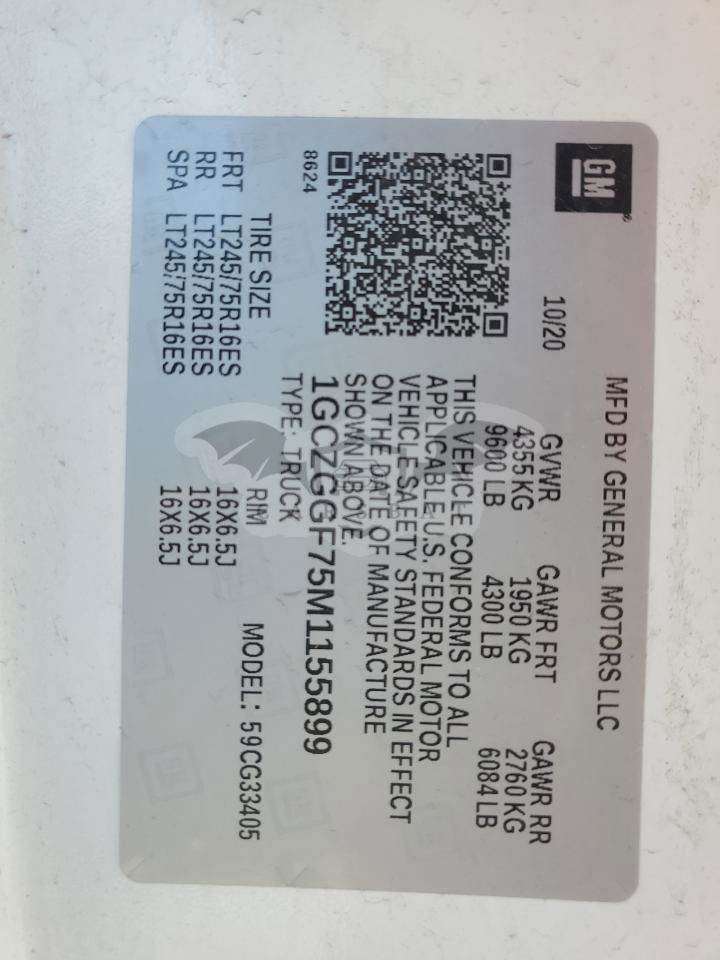 GM
MFD BY GENERAL MOTORS LLC
10/20 GVWR GAWR FRT GAWR RR
4355 KG 1950 KG 2760 KG
9600 LB 4300 LB 6084 LB
THIS VEHICLE CONFORMS TO ALL
APPLICABLE U.S. FEDERAL MOTOR
VEHICLE SAFETY STANDARDS IN EFFECT
ON THE DATE OF MANUFACTURE
SHOWN ABOVE.
1GCZGGF75M1155899
TYPE: TRUCK
8624
TIRE SIZE RIM MODEL: 59CG33405
FRT LT245/75R16ES 16X6.5J
RR LT245/75R16ES 16X6.5J
SPA LT245/75R16ES 16X6.5J